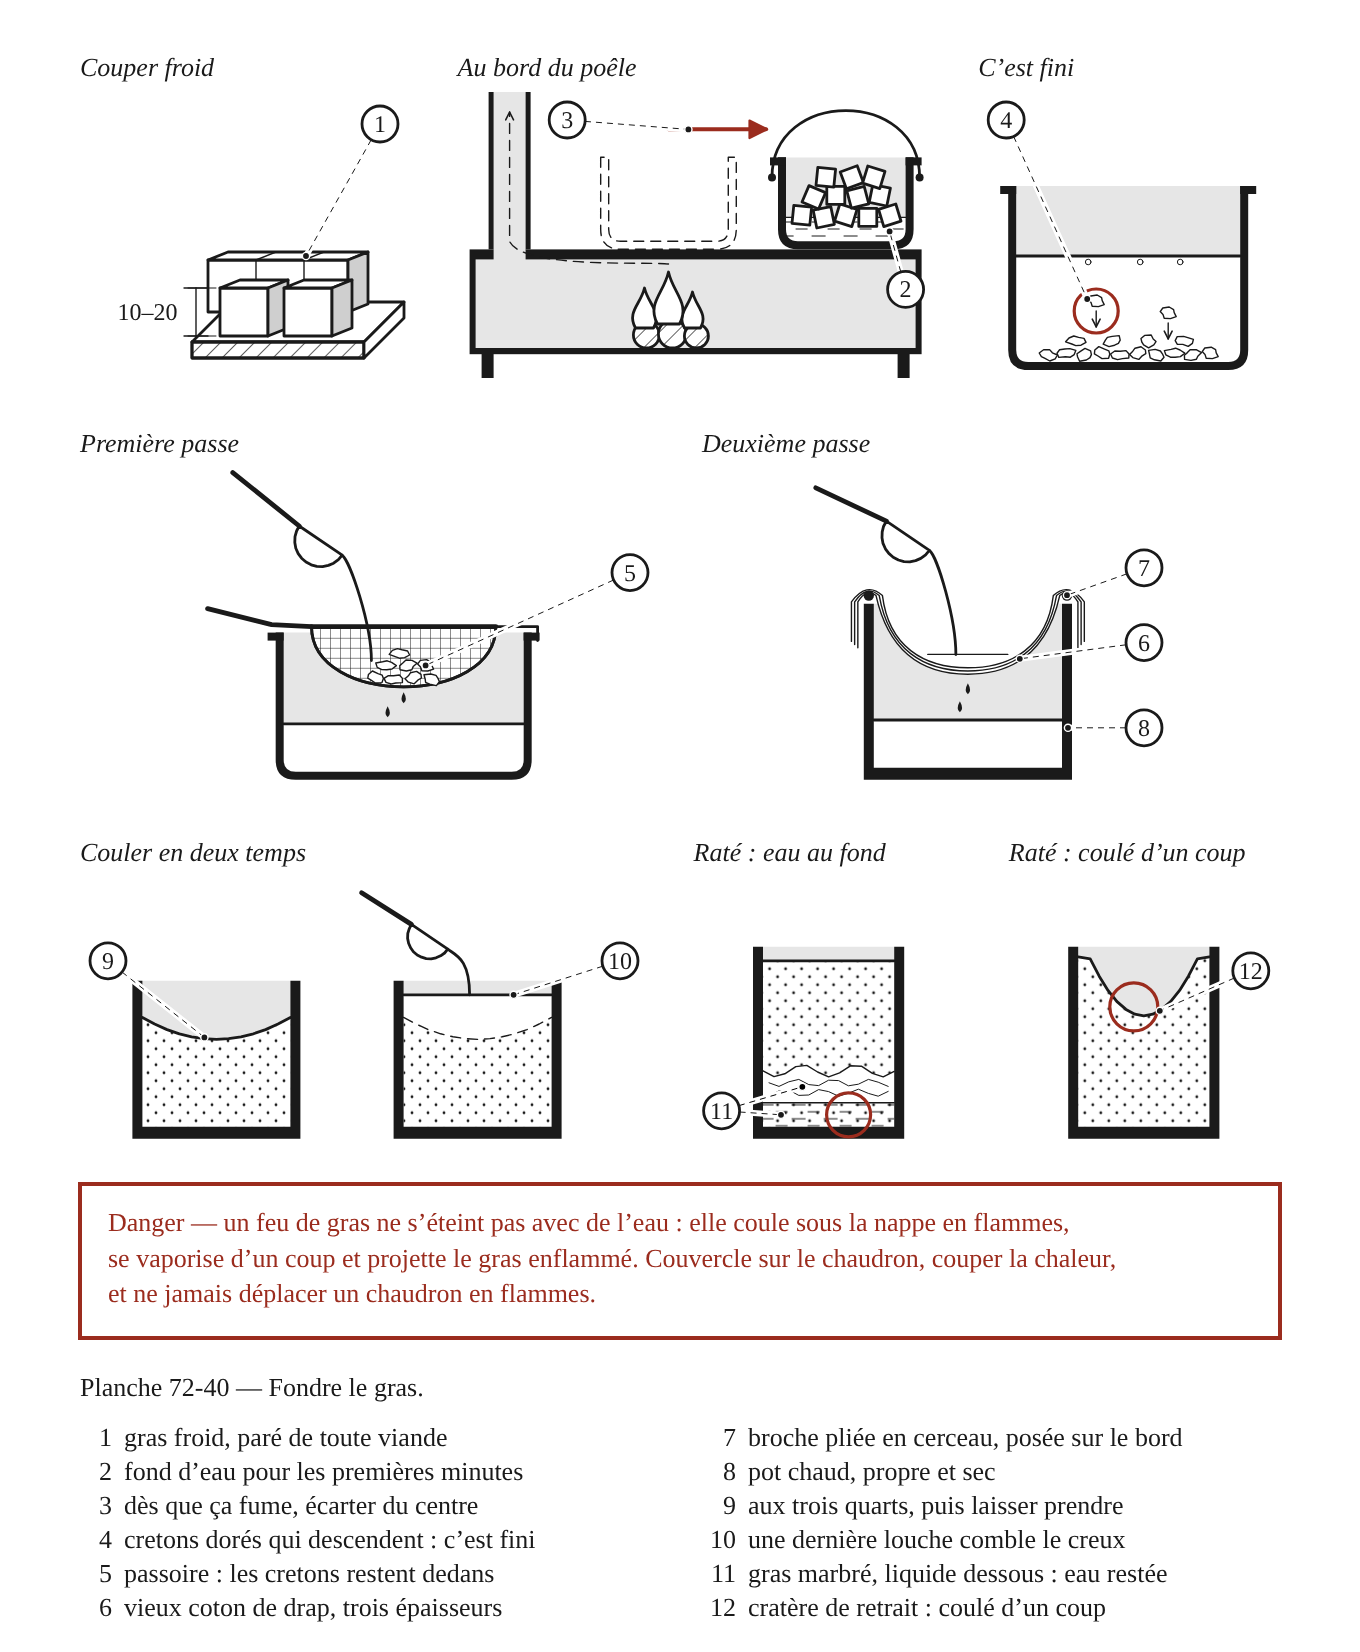 Couper froid
Au bord du poêle
C’est fini
1
3
4
10–20
2
Première passe
Deuxième passe
5
7
6
8
Couler en deux temps
Raté : eau au fond
Raté : coulé d’un coup
9
10
12
11
Danger — un feu de gras ne s’éteint pas avec de l’eau : elle coule sous la nappe en flammes,
se vaporise d’un coup et projette le gras enflammé. Couvercle sur le chaudron, couper la chaleur,
et ne jamais déplacer un chaudron en flammes.
Planche 72-40 — Fondre le gras.
1 gras froid, paré de toute viande
2 fond d’eau pour les premières minutes
3 dès que ça fume, écarter du centre
4 cretons dorés qui descendent : c’est fini
5 passoire : les cretons restent dedans
6 vieux coton de drap, trois épaisseurs
7 broche pliée en cerceau, posée sur le bord
8 pot chaud, propre et sec
9 aux trois quarts, puis laisser prendre
10 une dernière louche comble le creux
11 gras marbré, liquide dessous : eau restée
12 cratère de retrait : coulé d’un coup